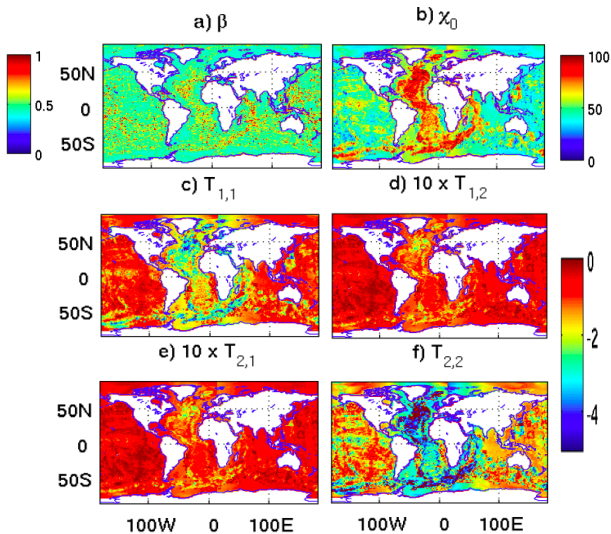 a) β b) χ0
1
0.5
0
50N
0
50S
100
50
0
c) T1,1 d) 10 x T1,2
50N
0
50S
e) 10 x T2,1 f) T2,2
50N
0
50S
0
-2
-4
100W 0 100E 100W 0 100E